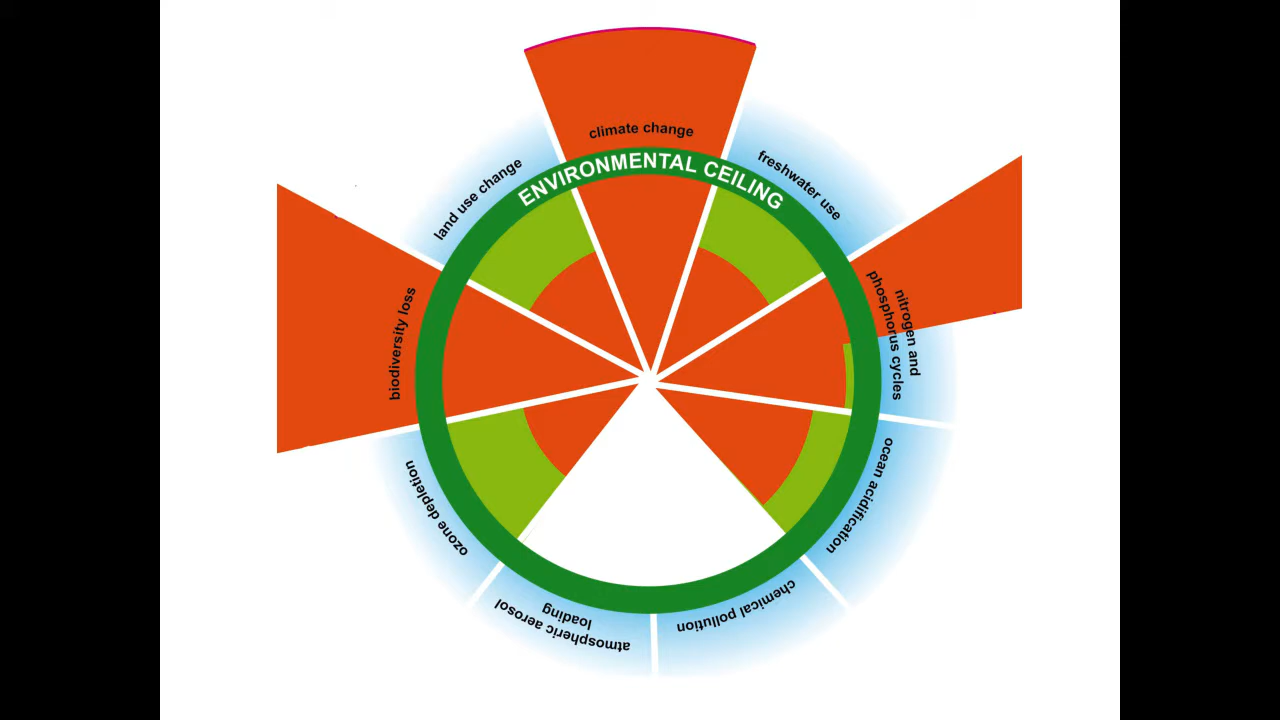 climate change
ENVIRONMENTAL CEILING
freshwater use
nitrogen and
phosphorus cycles
ocean acidification
chemical pollution
atmospheric aerosol
loading
ozone depletion
biodiversity loss
land use change